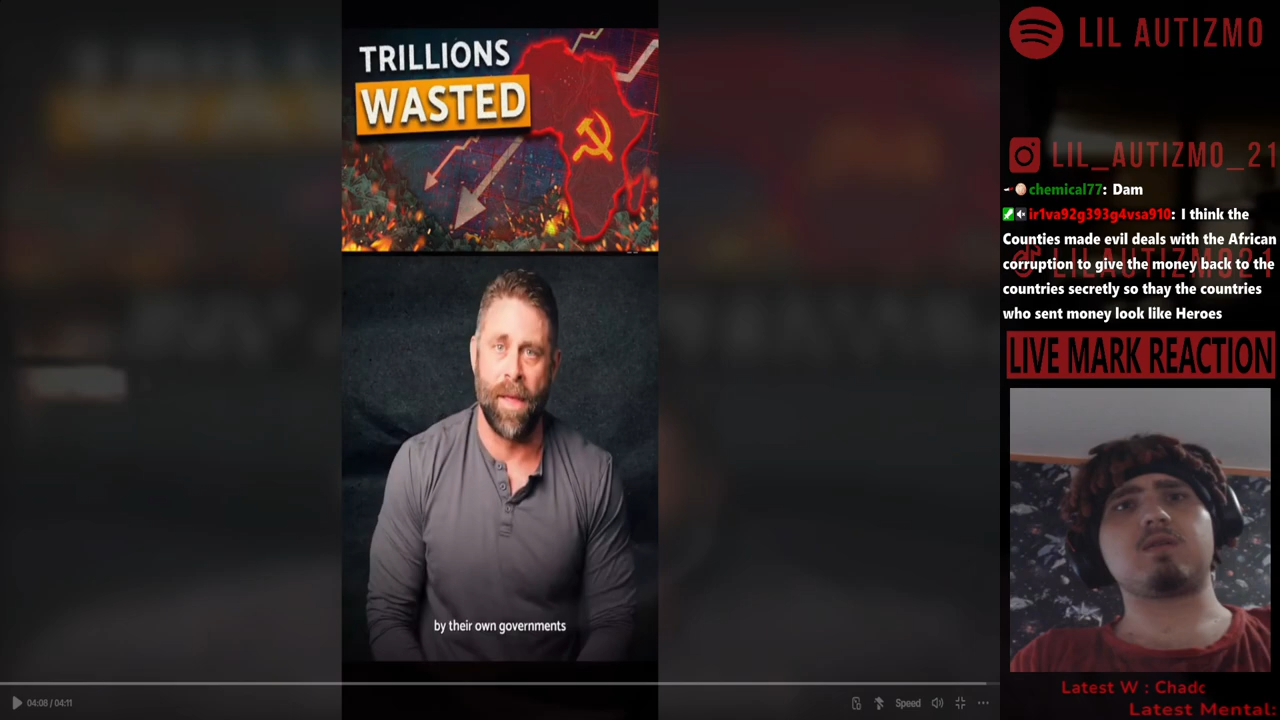 TRILLIONS
WASTED
by their own governments
04:08 / 04:11
Speed
LIL AUTIZMO
LIL_AUTIZMO_21
chemical77: Dam
ir1va92g393g4vsa910: I think the
Counties made evil deals with the African
corruption to give the money back to the
countries secretly so thay the countries
who sent money look like Heroes
LILAUTIZMO21
LIVE MARK REACTION
Latest W : Chadc
Latest Mental: